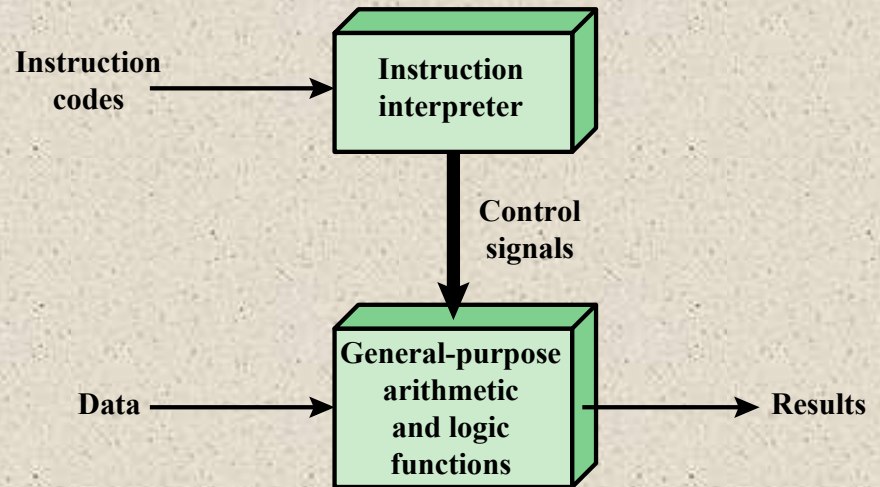 Instruction
codes
Instruction
interpreter
Control
signals
Data
General-purpose
arithmetic
and logic
functions
Results